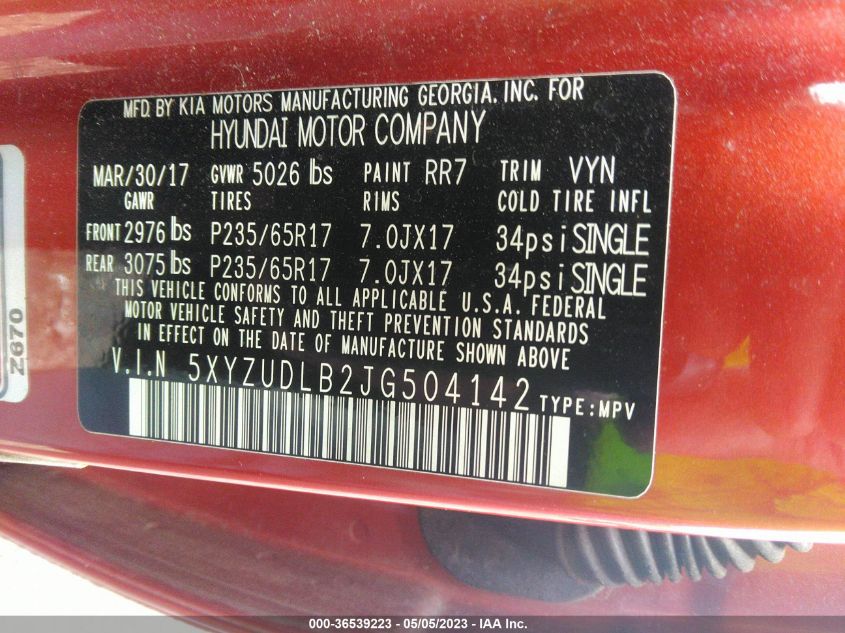 MFD. BY KIA MOTORS MANUFACTURING GEORGIA, INC. FOR
HYUNDAI MOTOR COMPANY
MAR/30/17 GVWR 5026 lbs PAINT RR7 TRIM VYN
GAWR TIRES RIMS COLD TIRE INFL
FRONT 2976 lbs P235/65R17 7.0JX17 34psi SINGLE
REAR 3075 lbs P235/65R17 7.0JX17 34psi SINGLE
THIS VEHICLE CONFORMS TO ALL APPLICABLE U.S.A. FEDERAL
MOTOR VEHICLE SAFETY AND THEFT PREVENTION STANDARDS
IN EFFECT ON THE DATE OF MANUFACTURE SHOWN ABOVE
V.I.N 5XYZUDLB2JG504142 TYPE:MPV
Z670
000-36539223 - 05/05/2023 - IAA Inc.